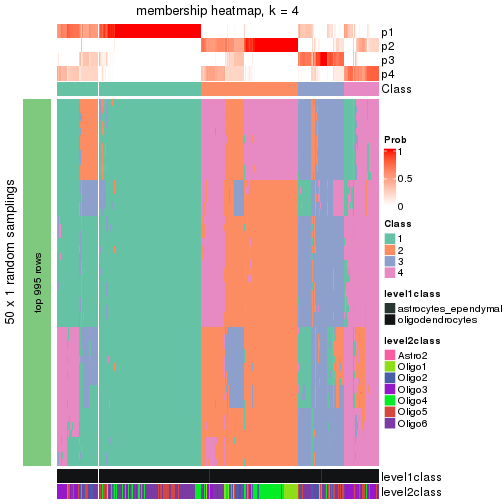 membership heatmap, k = 4
p1
p2
p3
p4
Class
50 x 1 random samplings
top 995 rows
Prob
1
0.5
0
Class
1
2
3
4
level1class
astrocytes_ependymal
oligodendrocytes
level2class
Astro2
Oligo1
Oligo2
Oligo3
Oligo4
Oligo5
Oligo6
level1class
level2class